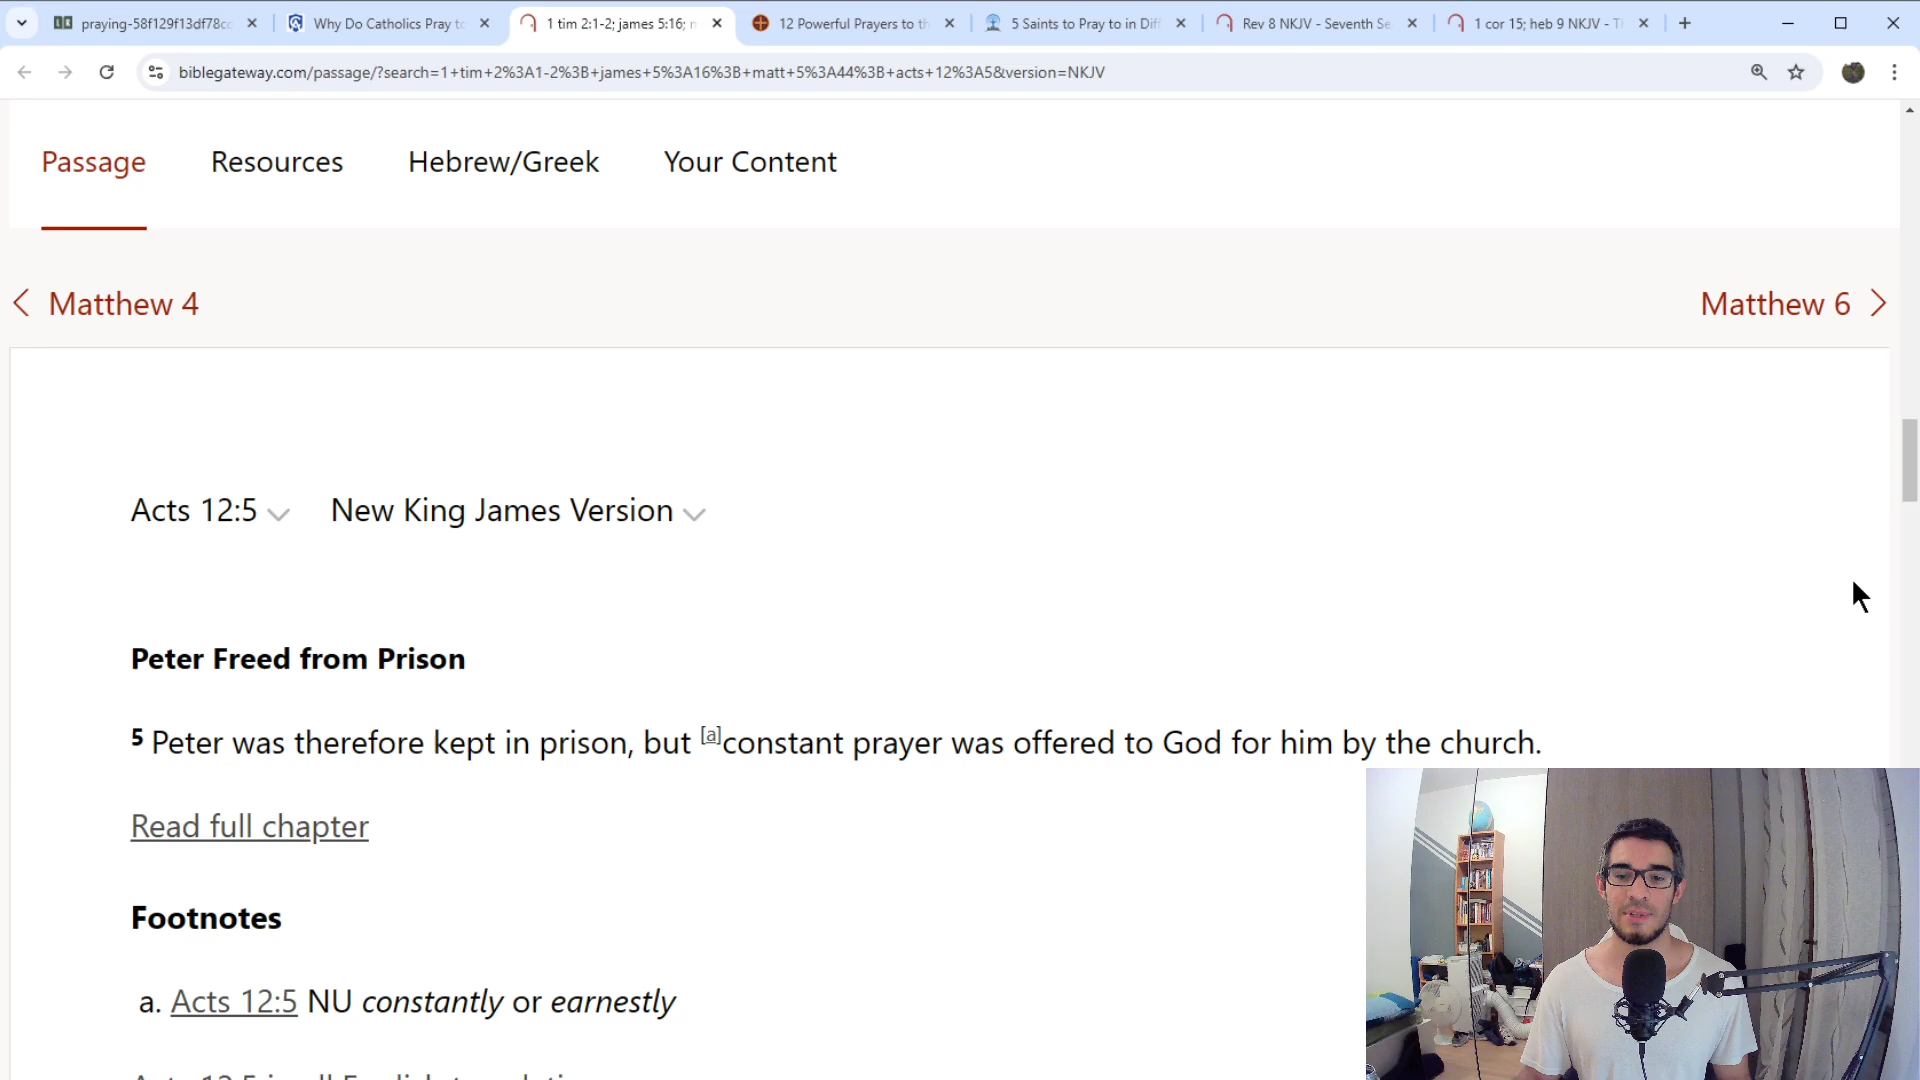 praying-58f129f13df78cc
Why Do Catholics Pray to
1 tim 2:1-2; james 5:16; m
12 Powerful Prayers to th
5 Saints to Pray to in Diff
Rev 8 NKJV - Seventh Se
1 cor 15; heb 9 NKJV - Th
biblegateway.com/passage/?search=1+tim+2%3A1-2%3B+james+5%3A16%3B+matt+5%3A44%3B+acts+12%3A5&version=NKJV
Passage
Resources
Hebrew/Greek
Your Content
Matthew 4
Matthew 6
Acts 12:5
New King James Version
Peter Freed from Prison
5 Peter was therefore kept in prison, but [a]constant prayer was offered to God for him by the church.
Read full chapter
Footnotes
a. Acts 12:5 NU constantly or earnestly